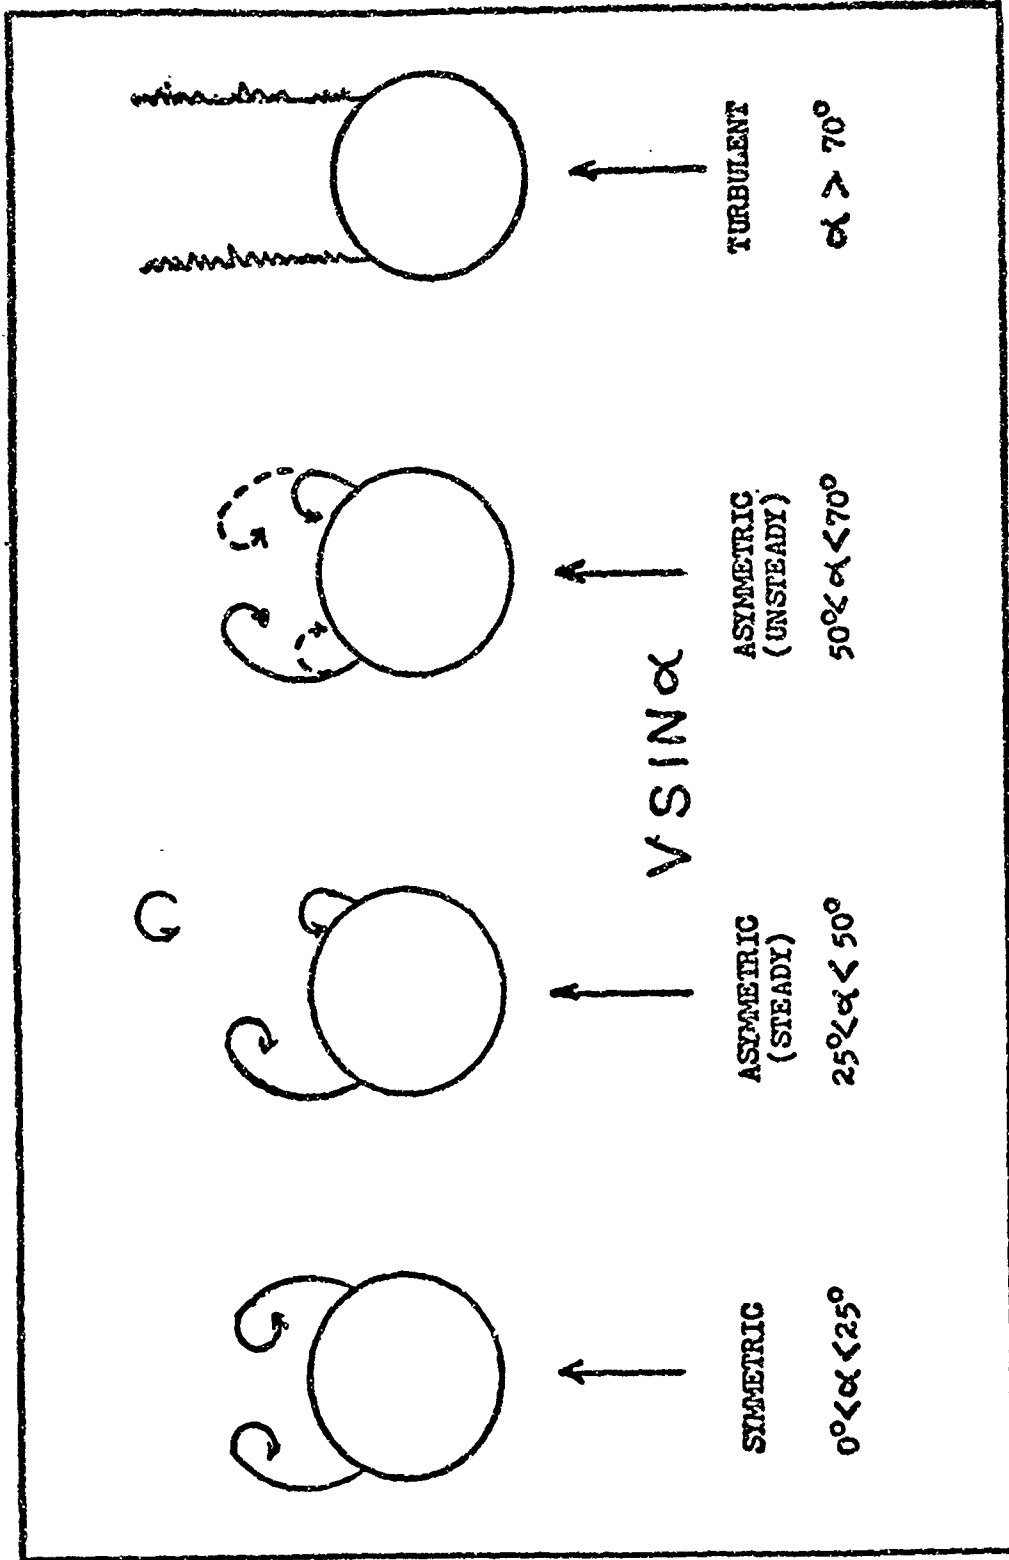 V SIN α
SYMMETRIC
0°<α<25°
ASYMMETRIC
(STEADY)
25°<α<50°
ASYMMETRIC
(UNSTEADY)
50°<α<70°
TURBULENT
α > 70°